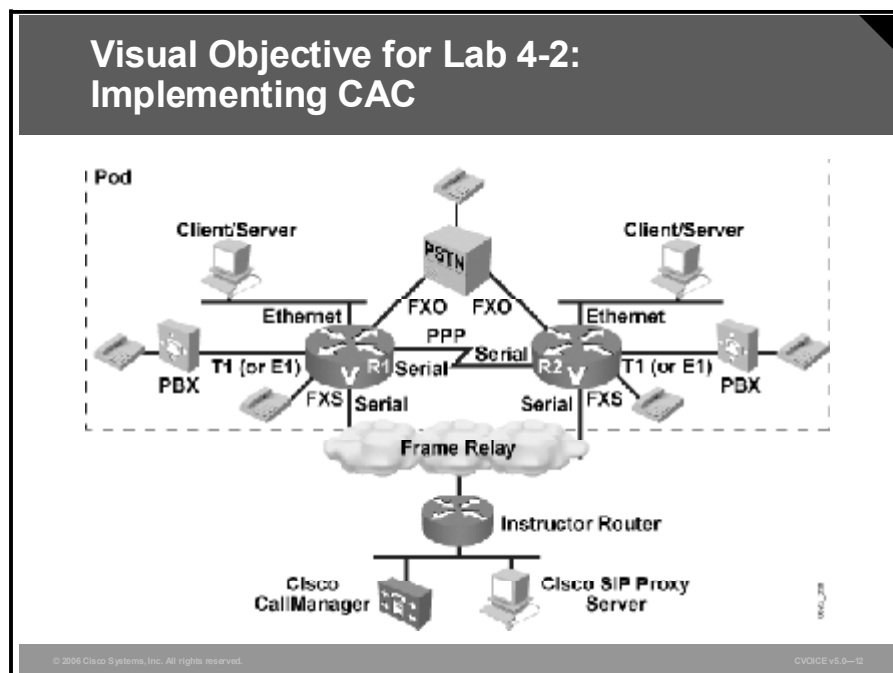 Visual Objective for Lab 4-2:
Implementing CAC
Pod
Client/Server
Client/Server
PSTN
FXO
FXO
Ethernet
Ethernet
PPP
Serial
Serial
R1
R2
V
V
T1 (or E1)
T1 (or E1)
PBX
PBX
FXS
Serial
Serial
FXS
Frame Relay
Instructor Router
Cisco
CallManager
Cisco SIP Proxy
Server
© 2006 Cisco Systems, Inc. All rights reserved.
CVOICE v5.0—12